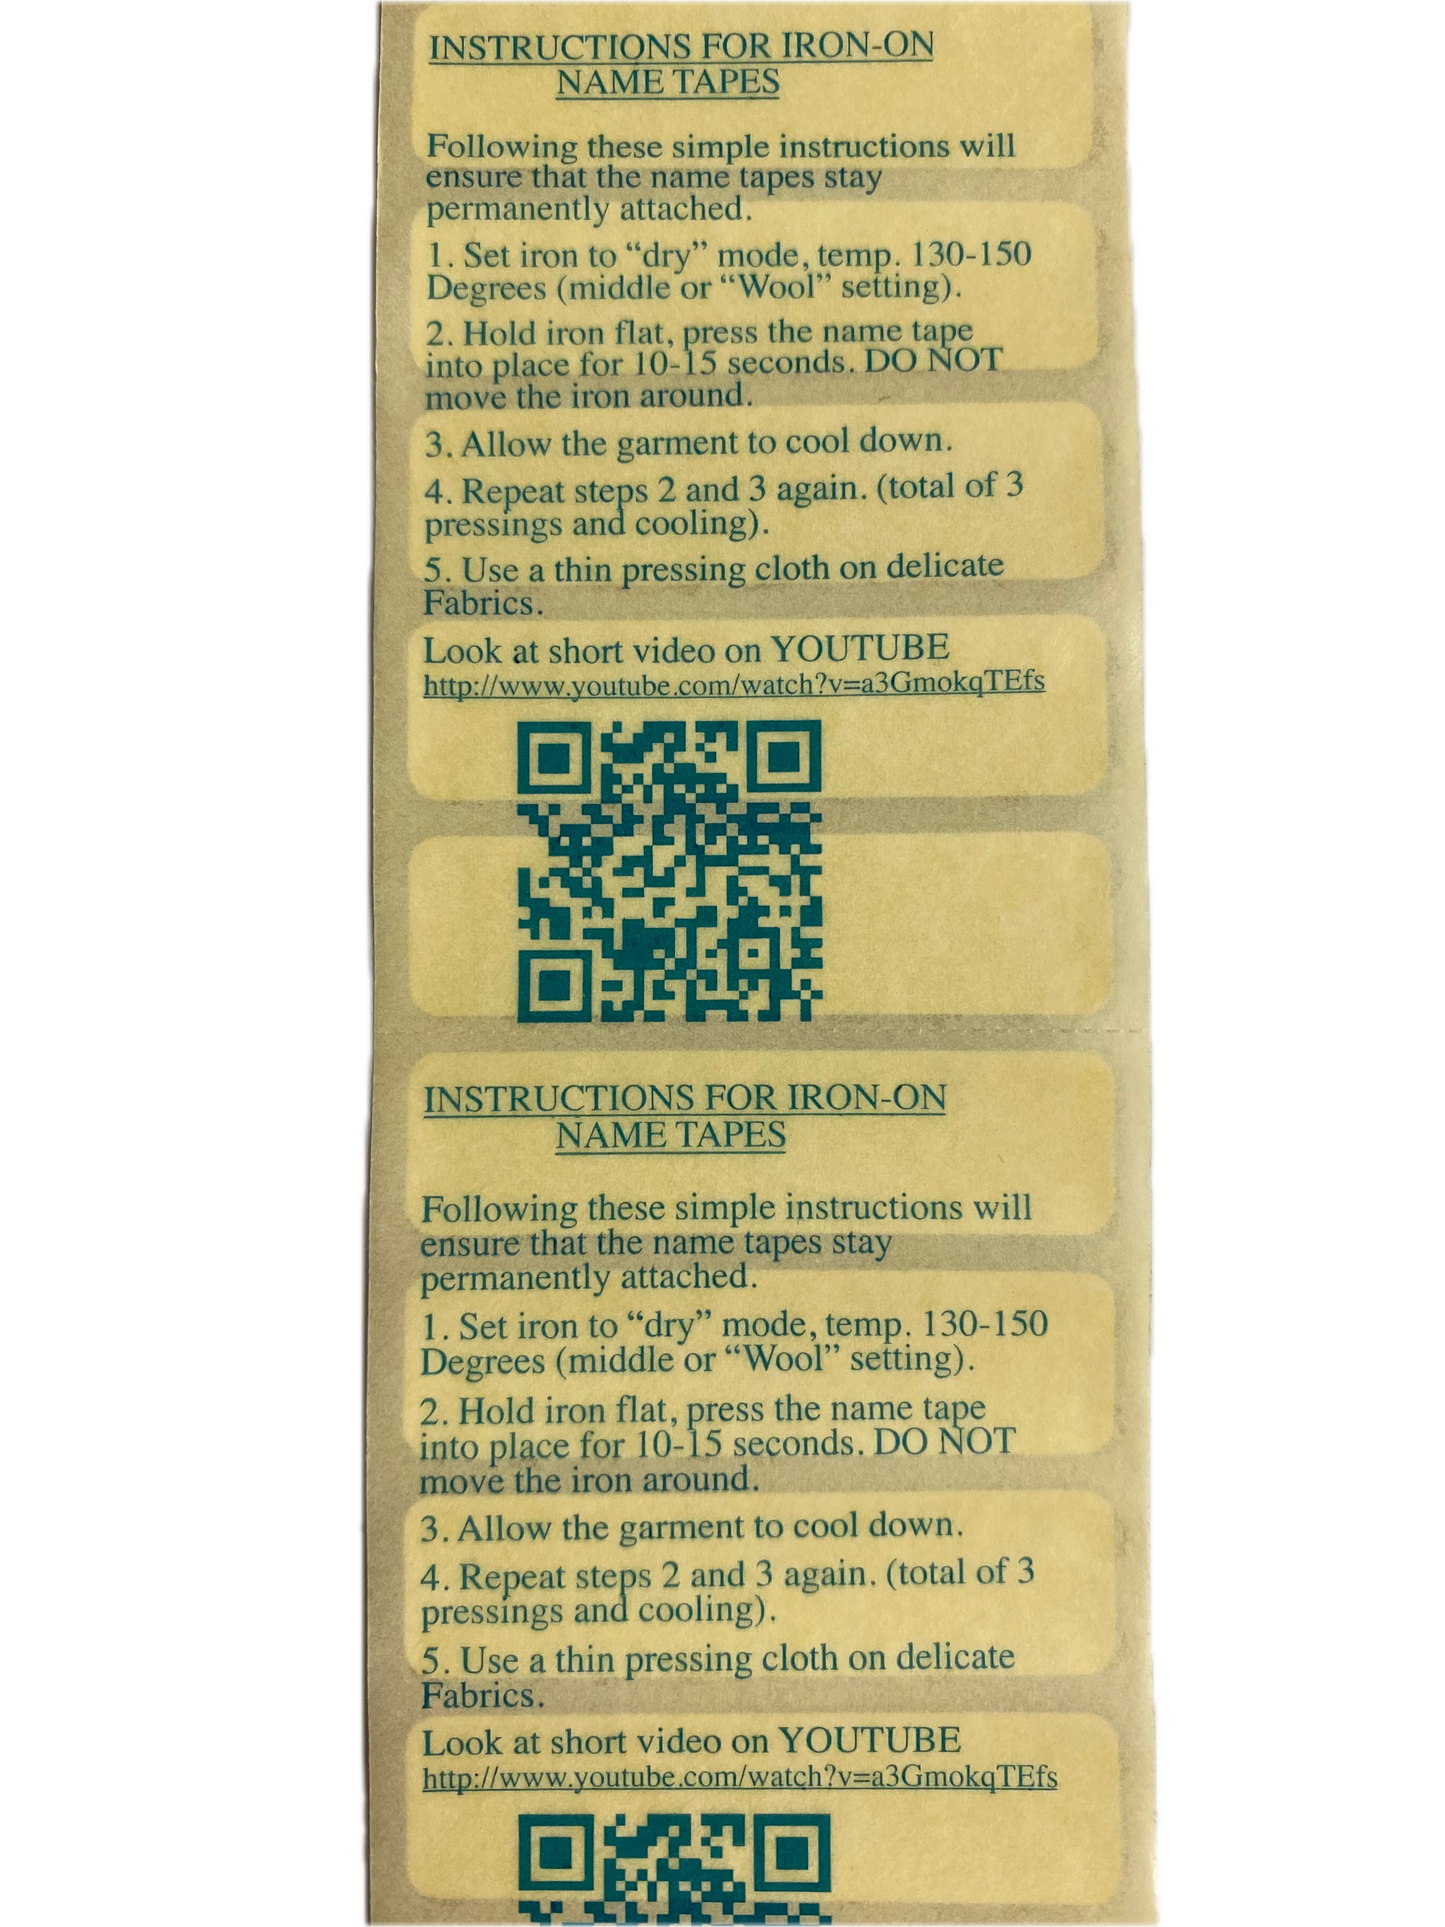 INSTRUCTIONS FOR IRON-ON
NAME TAPES
Following these simple instructions will
ensure that the name tapes stay
permanently attached.
1. Set iron to “dry” mode, temp. 130-150
Degrees (middle or “Wool” setting).
2. Hold iron flat, press the name tape
into place for 10-15 seconds. DO NOT
move the iron around.
3. Allow the garment to cool down.
4. Repeat steps 2 and 3 again. (total of 3
pressings and cooling).
5. Use a thin pressing cloth on delicate
Fabrics.
Look at short video on YOUTUBE
http://www.youtube.com/watch?v=a3GmokqTEfs
INSTRUCTIONS FOR IRON-ON
NAME TAPES
Following these simple instructions will
ensure that the name tapes stay
permanently attached.
1. Set iron to “dry” mode, temp. 130-150
Degrees (middle or “Wool” setting).
2. Hold iron flat, press the name tape
into place for 10-15 seconds. DO NOT
move the iron around.
3. Allow the garment to cool down.
4. Repeat steps 2 and 3 again. (total of 3
pressings and cooling).
5. Use a thin pressing cloth on delicate
Fabrics.
Look at short video on YOUTUBE
http://www.youtube.com/watch?v=a3GmokqTEfs